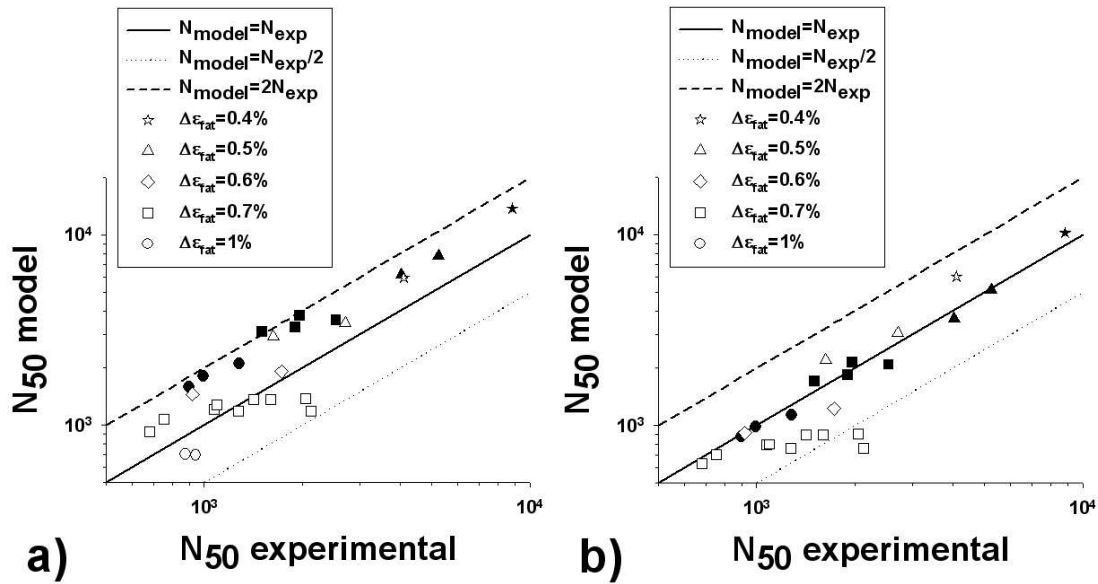 N_model=N_exp
N_model=N_exp/2
N_model=2N_exp
Δε_fat=0.4%
Δε_fat=0.5%
Δε_fat=0.6%
Δε_fat=0.7%
Δε_fat=1%
N_50 model
10^4
10^3
10^3
10^4
N_50 experimental
a)
N_model=N_exp
N_model=N_exp/2
N_model=2N_exp
Δε_fat=0.4%
Δε_fat=0.5%
Δε_fat=0.6%
Δε_fat=0.7%
Δε_fat=1%
N_50 model
10^4
10^3
10^3
10^4
N_50 experimental
b)